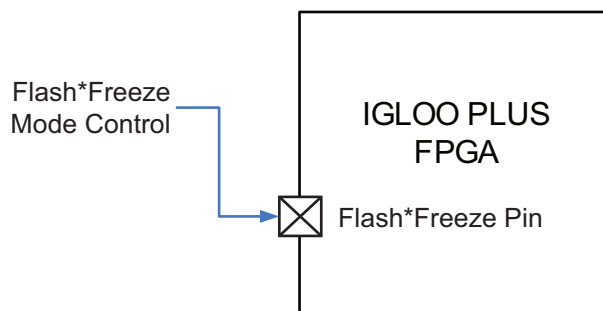 Flash*Freeze
Mode Control
IGLOO PLUS
FPGA
Flash*Freeze Pin